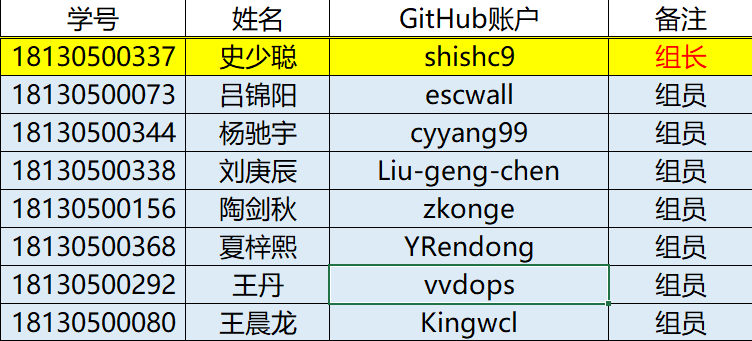 学号 姓名 GitHub账户 备注
18130500337 史少聪 shishc9 组长
18130500073 吕锦阳 escwall 组员
18130500344 杨驰宇 cyyang99 组员
18130500338 刘庚辰 Liu-geng-chen 组员
18130500156 陶剑秋 zkonge 组员
18130500368 夏梓熙 YRendong 组员
18130500292 王丹 vvdops 组员
18130500080 王晨龙 Kingwcl 组员